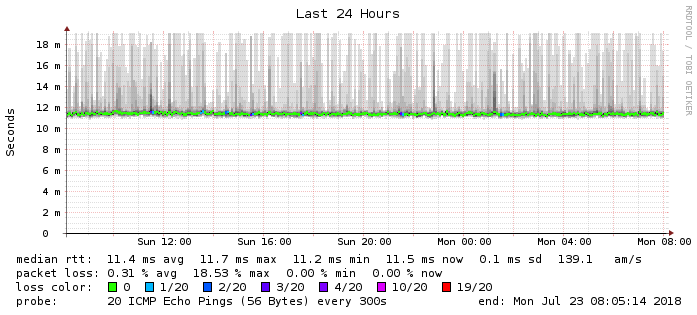 Last 24 Hours
RRDTOOL / TOBI OETIKER
Seconds
18 m
16 m
14 m
12 m
10 m
8 m
6 m
4 m
2 m
0
Sun 12:00 Sun 16:00 Sun 20:00 Mon 00:00 Mon 04:00 Mon 08:00
median rtt: 11.4 ms avg 11.7 ms max 11.2 ms min 11.5 ms now 0.1 ms sd 139.1 am/s
packet loss: 0.31 % avg 18.53 % max 0.00 % min 0.00 % now
loss color: 0 1/20 2/20 3/20 4/20 10/20 19/20
probe: 20 ICMP Echo Pings (56 Bytes) every 300s end: Mon Jul 23 08:05:14 2018